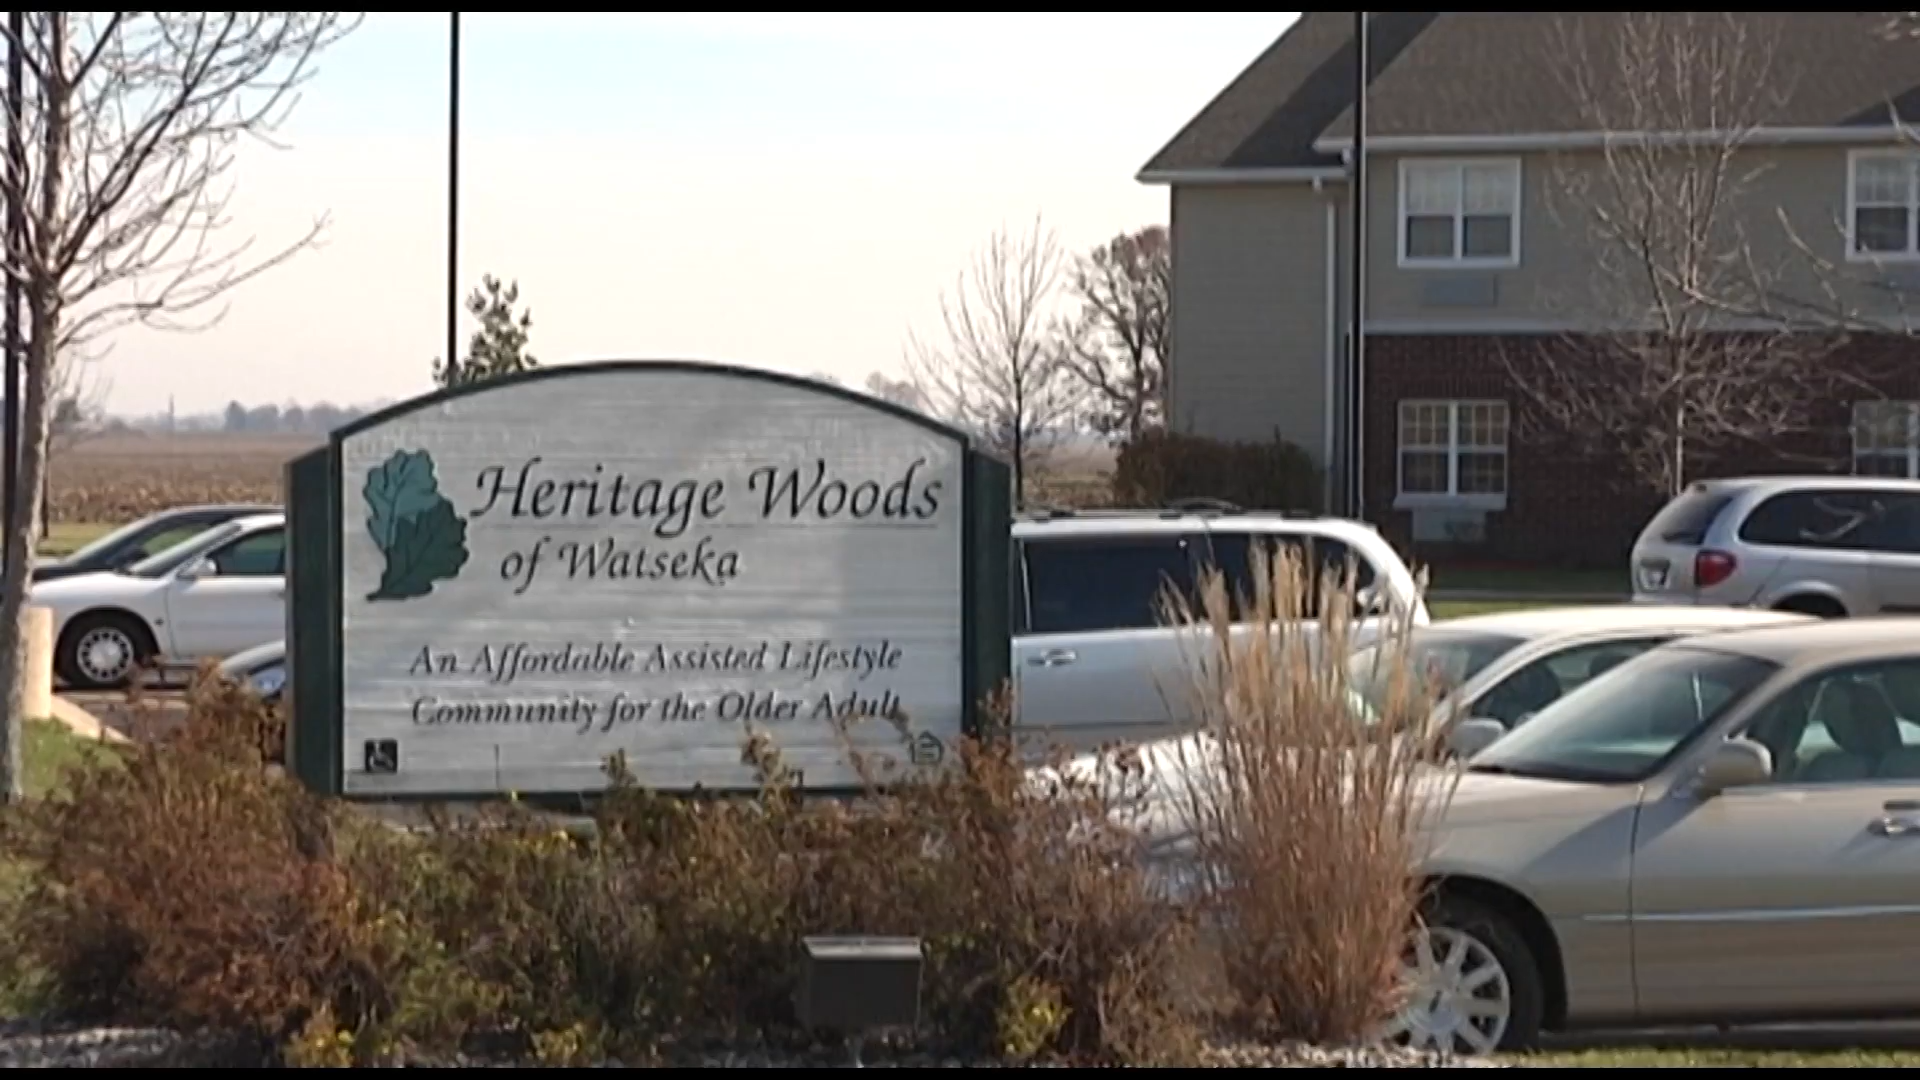 Heritage Woods
of Watseka
An Affordable Assisted Lifestyle
Community for the Older Adult